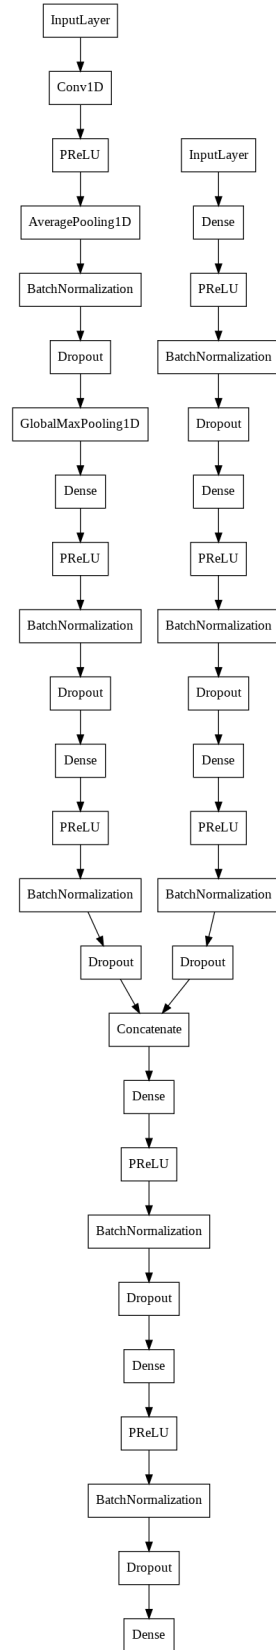 InputLayer
Conv1D
PReLU
InputLayer
AveragePooling1D
Dense
BatchNormalization
PReLU
Dropout
BatchNormalization
GlobalMaxPooling1D
Dropout
Dense
Dense
PReLU
PReLU
BatchNormalization
BatchNormalization
Dropout
Dropout
Dense
Dense
PReLU
PReLU
BatchNormalization
BatchNormalization
Dropout
Dropout
Concatenate
Dense
PReLU
BatchNormalization
Dropout
Dense
PReLU
BatchNormalization
Dropout
Dense